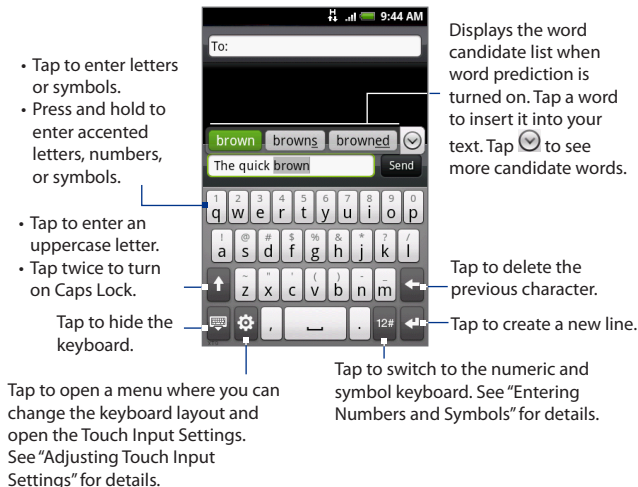 H 9:44 AM
To:
brown browns browned
The quick brown Send
1 2 3 4 5 6 7 8 9 0
q w e r t y u i o p
! @ # $ % & * ? /
a s d f g h j k l
~ " ' ( ) - _
z x c v b n m
, . 12#
• Tap to enter letters
or symbols.
• Press and hold to
enter accented
letters, numbers,
or symbols.
• Tap to enter an
uppercase letter.
• Tap twice to turn
on Caps Lock.
Tap to hide the
keyboard.
Tap to open a menu where you can
change the keyboard layout and
open the Touch Input Settings.
See “Adjusting Touch Input
Settings” for details.
Displays the word
candidate list when
word prediction is
turned on. Tap a word
to insert it into your
text. Tap to see
more candidate words.
Tap to delete the
previous character.
Tap to create a new line.
Tap to switch to the numeric and
symbol keyboard. See “Entering
Numbers and Symbols” for details.